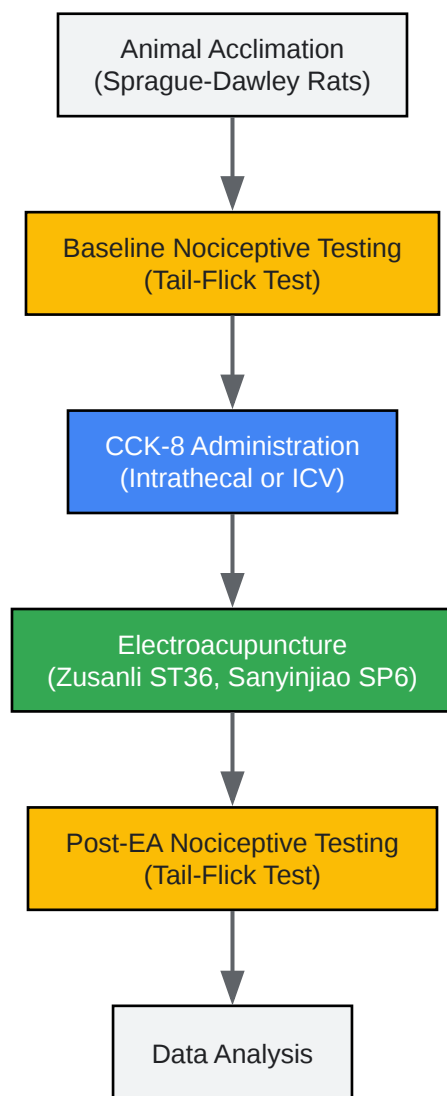 Animal Acclimation
(Sprague-Dawley Rats)
Baseline Nociceptive Testing
(Tail-Flick Test)
CCK-8 Administration
(Intrathecal or ICV)
Electroacupuncture
(Zusanli ST36, Sanyinjiao SP6)
Post-EA Nociceptive Testing
(Tail-Flick Test)
Data Analysis